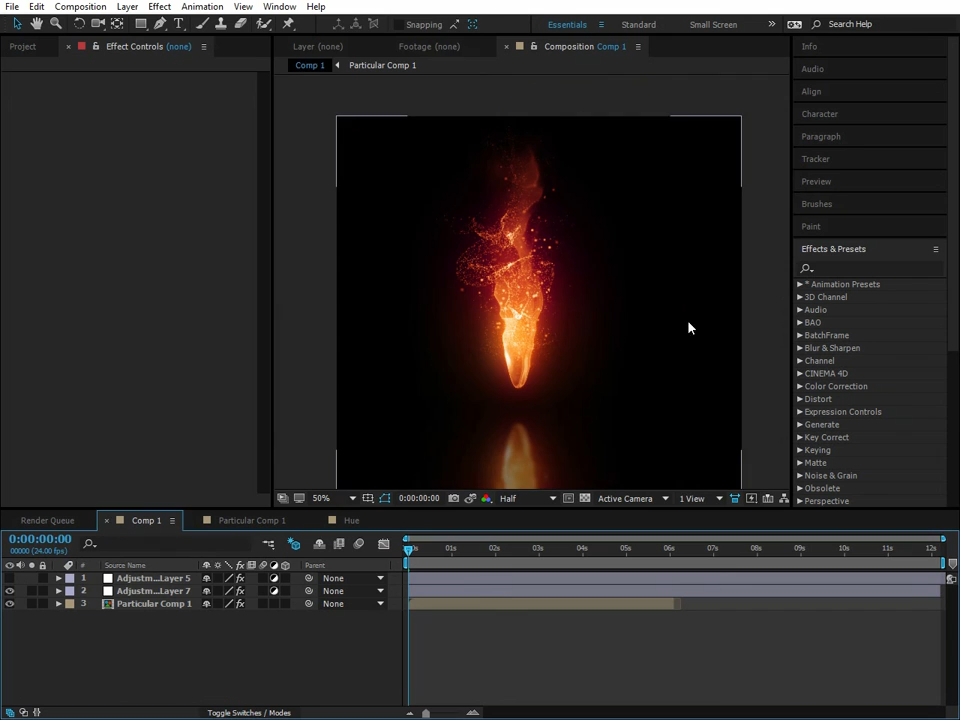 File Edit Composition Layer Effect Animation View Window Help
Snapping Essentials Standard Small Screen Search Help
Project Effect Controls (none) Layer (none) Footage (none) Composition Comp 1 Info
Comp 1 Particular Comp 1
Audio
Align
Character
Paragraph
Tracker
Preview
Brushes
Paint
Effects & Presets
* Animation Presets
3D Channel
Audio
BAO
BatchFrame
Blur & Sharpen
Channel
CINEMA 4D
Color Correction
Distort
Expression Controls
Generate
Key Correct
Keying
Matte
Noise & Grain
Obsolete
Perspective
50% 0:00:00:00 Half Active Camera 1 View
Render Queue Comp 1 Particular Comp 1 Hue
0:00:00:00
00000 (24.00 fps)
01s 02s 03s 04s 05s 06s 07s 08s 09s 10s 11s 12s
# Source Name Parent
1 Adjustm...Layer 5 None
2 Adjustm...Layer 7 None
3 Particular Comp 1 None
Toggle Switches / Modes